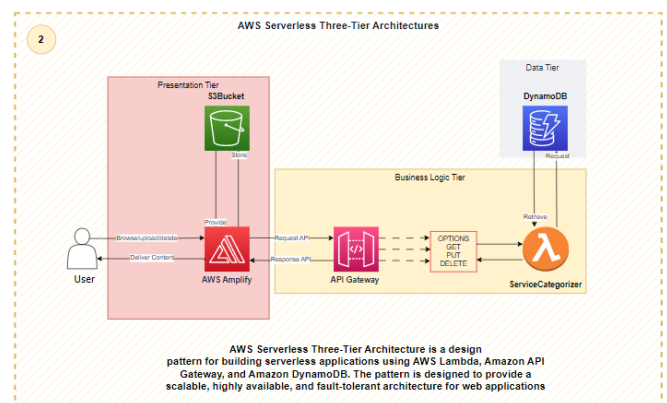 AWS Serverless Three-Tier Architectures
2
Data Tier
Presentation Tier
S3Bucket
DynamoDB
Store
Request
Business Logic Tier
Provide
Retrieve
Browse/upload/delete
Request API
OPTIONS
GET
PUT
DELETE
Deliver Content
Response API
User
AWS Amplify
API Gateway
ServiceCategorizer
AWS Serverless Three-Tier Architecture is a design
pattern for building serverless applications using AWS Lambda, Amazon API
Gateway, and Amazon DynamoDB. The pattern is designed to provide a
scalable, highly available, and fault-tolerant architecture for web applications